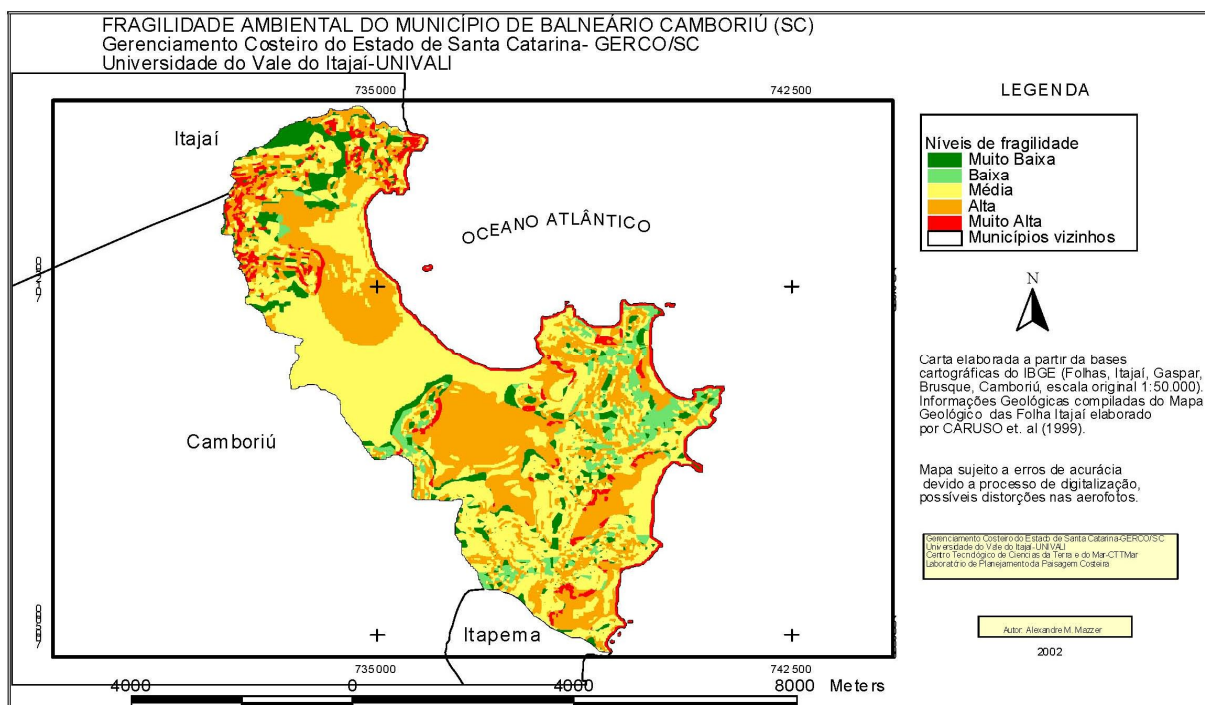 FRAGILIDADE AMBIENTAL DO MUNICÍPIO DE BALNEÁRIO CAMBORIÚ (SC)
Gerenciamento Costeiro do Estado de Santa Catarina- GERCO/SC
Universidade do Vale do Itajaí-UNIVALI
735000
742500
Itajaí
OCEANO ATLÂNTICO
Camboriú
Itapema
735000
742500
4000
0
4000
8000 Meters
LEGENDA
Níveis de fragilidade
Muito Baixa
Baixa
Média
Alta
Muito Alta
Municípios vizinhos
N
Carta elaborada a partir da bases
cartográficas do IBGE (Folhas, Itajaí, Gaspar,
Brusque, Camboriú, escala original 1:50.000).
Informações Geológicas compiladas do Mapa
Geológico das Folha Itajaí elaborado
por CARUSO et. al (1999).
Mapa sujeito a erros de acurácia
devido a processo de digitalização,
possíveis distorções nas aerofotos.
Gerenciamento Costeiro do Estado de Santa Catarina-GERCO/SC
Universidade do Vale do Itajaí-UNIVALI
Centro Tecnológico de Ciências da Terra e do Mar-CTTMar
Laboratório de Planejamento da Paisagem Costeira
Autor: Alexandre M. Mazzer
2002